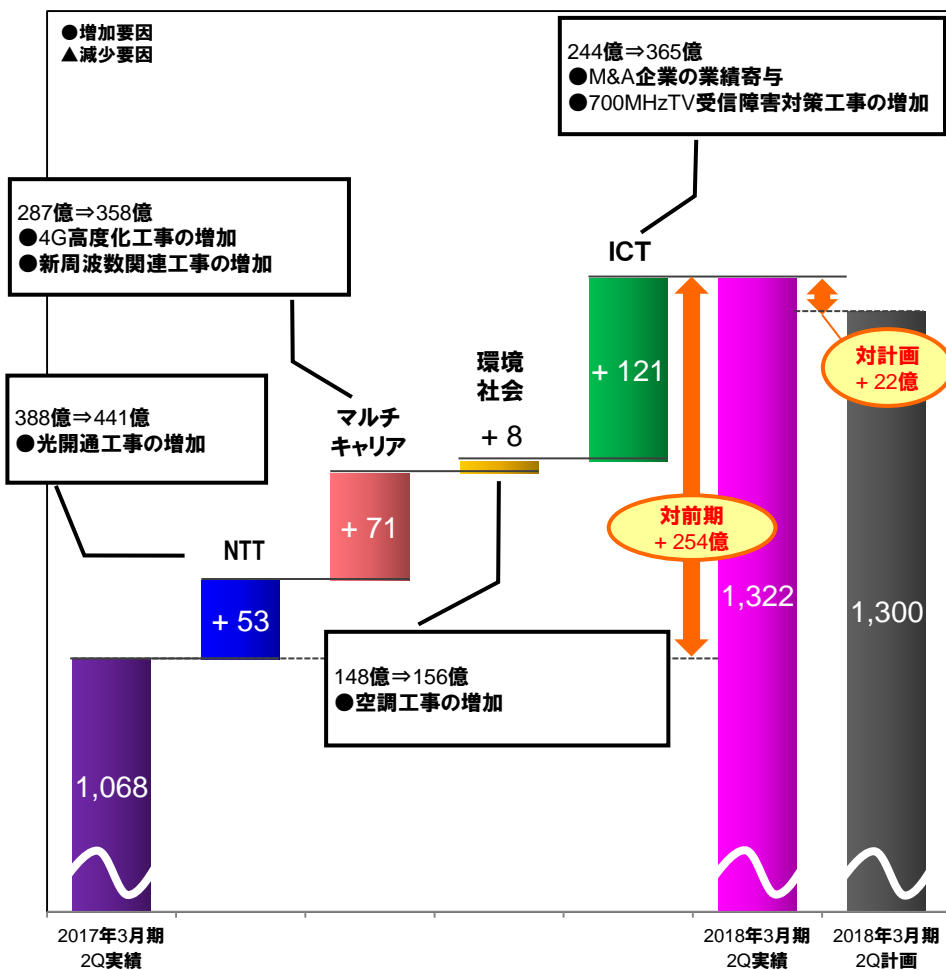 ●増加要因
▲減少要因
244億⇒365億
●M&A企業の業績寄与
●700MHzTV受信障害対策工事の増加
287億⇒358億
●4G高度化工事の増加
●新周波数関連工事の増加
388億⇒441億
●光開通工事の増加
ICT
環境
社会
マルチ
キャリア
NTT
+ 121
+ 8
+ 71
+ 53
対計画
+ 22億
対前期
+ 254億
148億⇒156億
●空調工事の増加
1,068
1,322
1,300
2017年3月期
2Q実績
2018年3月期
2Q実績
2018年3月期
2Q計画